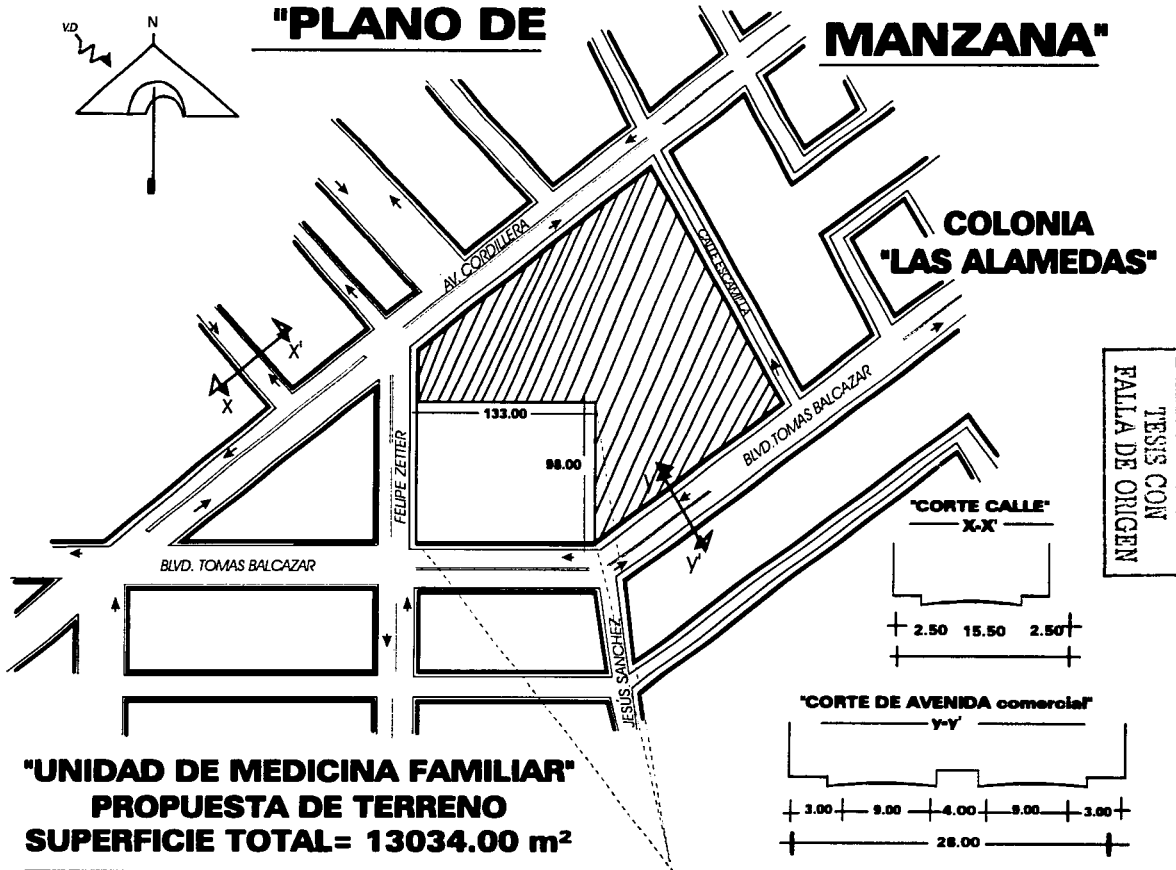 "PLANO DE MANZANA"
V.D
N
COLONIA
"LAS ALAMEDAS"
AV. CORDILLERA
CALLE ESCAMILLA
X'
X
133.00
98.00
FELIPE ZETTER
BLVD. TOMAS BALCAZAR
Y
Y'
BLVD. TOMAS BALCAZAR
JESÚS SANCHEZ
TESIS CON
FALLA DE ORIGEN
"CORTE CALLE"
X-X'
2.50 15.50 2.50
"CORTE DE AVENIDA comercial"
y-y'
3.00 9.00 4.00 9.00 3.00
28.00
"UNIDAD DE MEDICINA FAMILIAR"
PROPUESTA DE TERRENO
SUPERFICIE TOTAL= 13034.00 m²